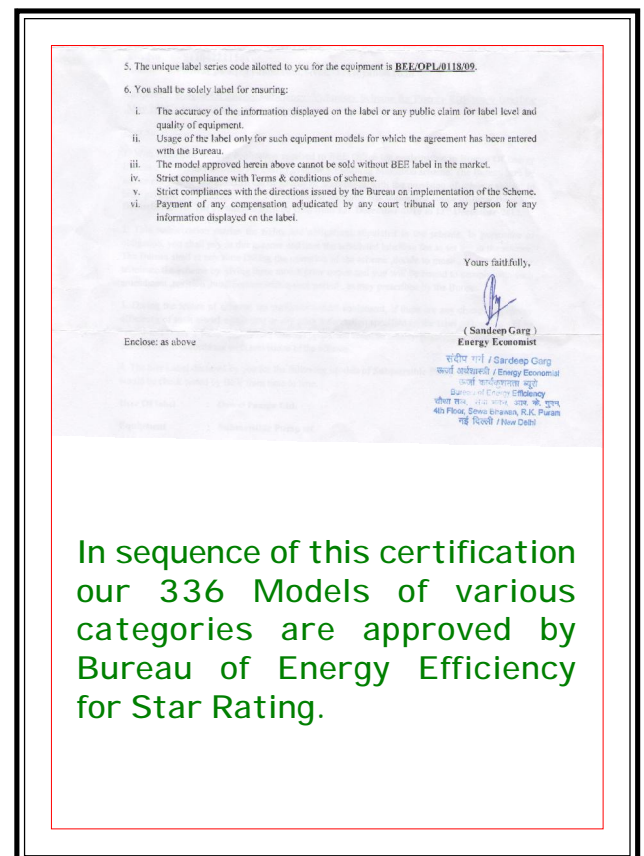 5. The unique label series code allotted to you for the equipment is BEE/OPL/0118/09.
6. You shall be solely label for ensuring:
i. The accuracy of the information displayed on the label or any public claim for label level and
quality of equipment.
ii. Usage of the label only for such equipment models for which the agreement has been entered
with the Bureau.
iii. The model approved herein above cannot be sold without BEE label in the market.
iv. Strict compliance with Terms & conditions of scheme.
v. Strict compliances with the directions issued by the Bureau on implementation of the Scheme.
vi. Payment of any compensation adjudicated by any court tribunal to any person for any
information displayed on the label.
Yours faithfully,
( Sandeep Garg )
Energy Economist
Enclose: as above
संदीप गर्ग / Sardeep Garg
ऊर्जा अर्थशास्त्री / Energy Economist
ऊर्जा कार्यकुशलता ब्यूरो
Bureau of Energy Efficiency
चौथा तल, सेवा भवन, आर. के. पुरम,
4th Floor, Sewa Bhawan, R.K. Puram
नई दिल्ली / New Delhi
In sequence of this certification
our 336 Models of various
categories are approved by
Bureau of Energy Efficiency
for Star Rating.